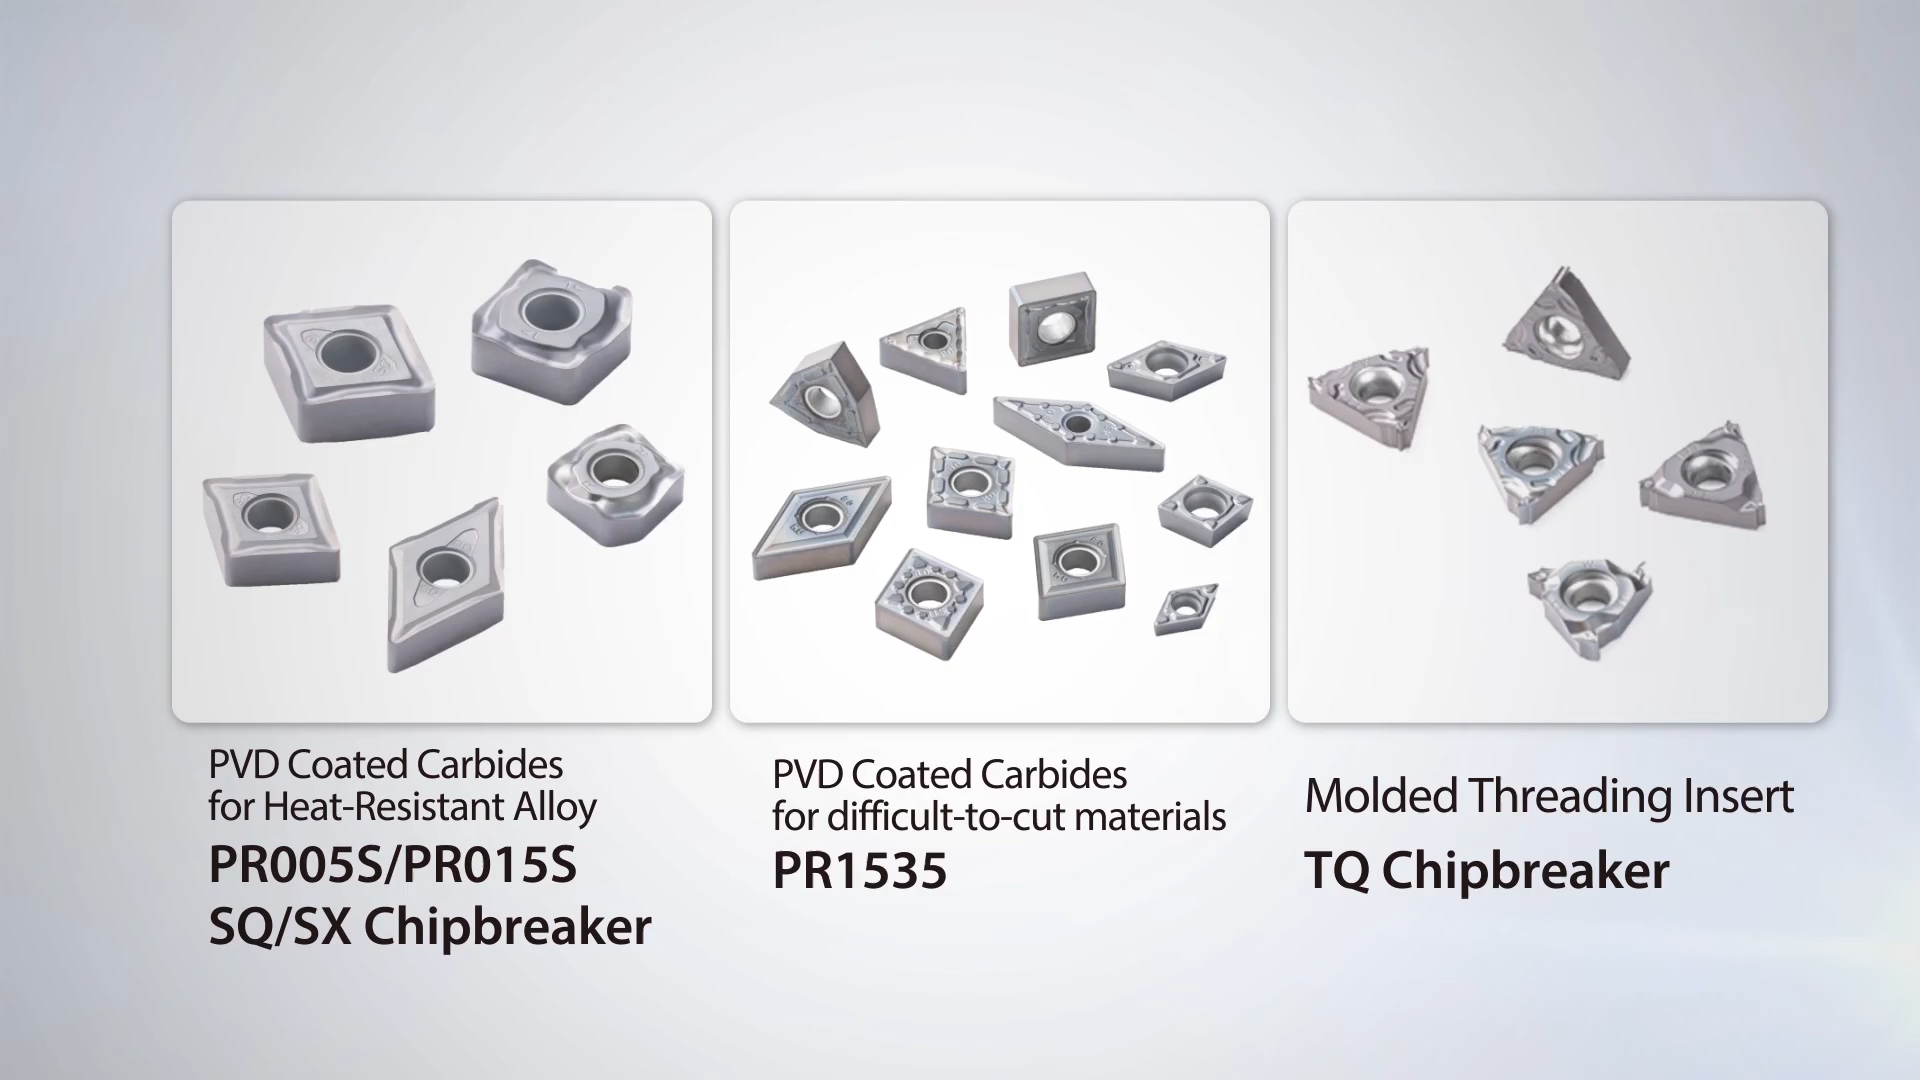 PVD Coated Carbides
for Heat-Resistant Alloy
PR005S/PR015S
SQ/SX Chipbreaker
PVD Coated Carbides
for difficult-to-cut materials
PR1535
Molded Threading Insert
TQ Chipbreaker